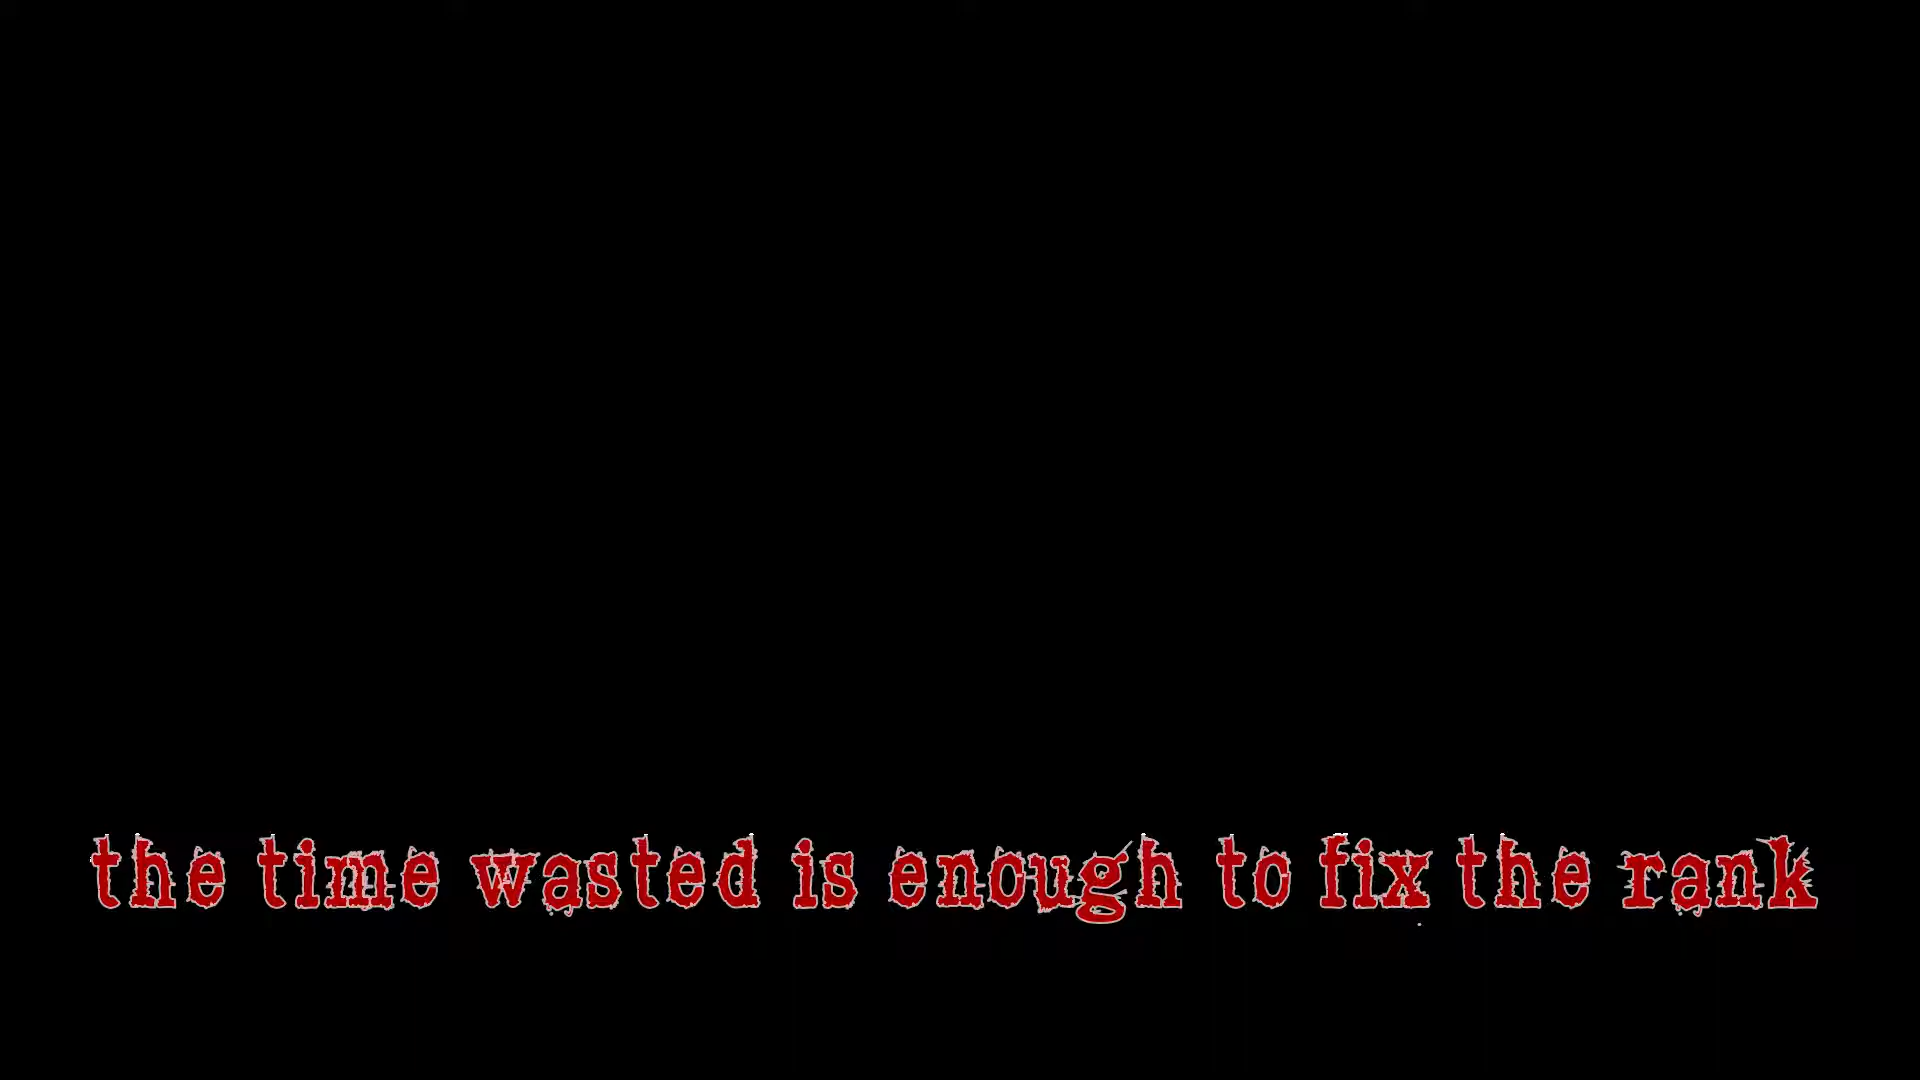 the time wasted is enough to fix the rank